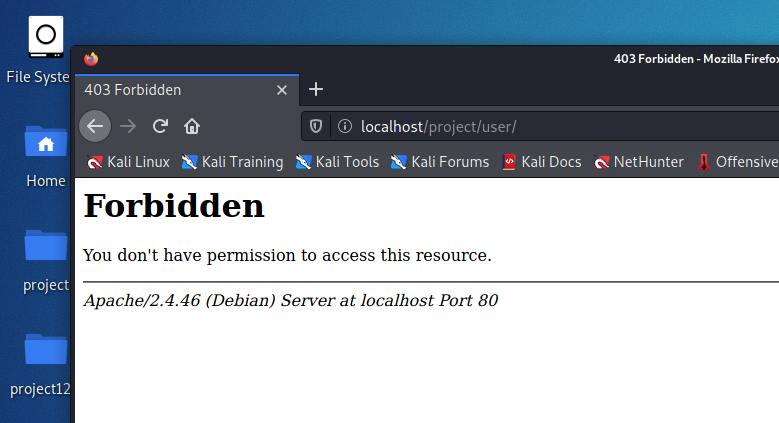 File Syste
Home
project
project12
403 Forbidden - Mozilla Firefox
403 Forbidden
localhost/project/user/
Kali Linux Kali Training Kali Tools Kali Forums Kali Docs NetHunter Offensive
Forbidden
You don't have permission to access this resource.
Apache/2.4.46 (Debian) Server at localhost Port 80